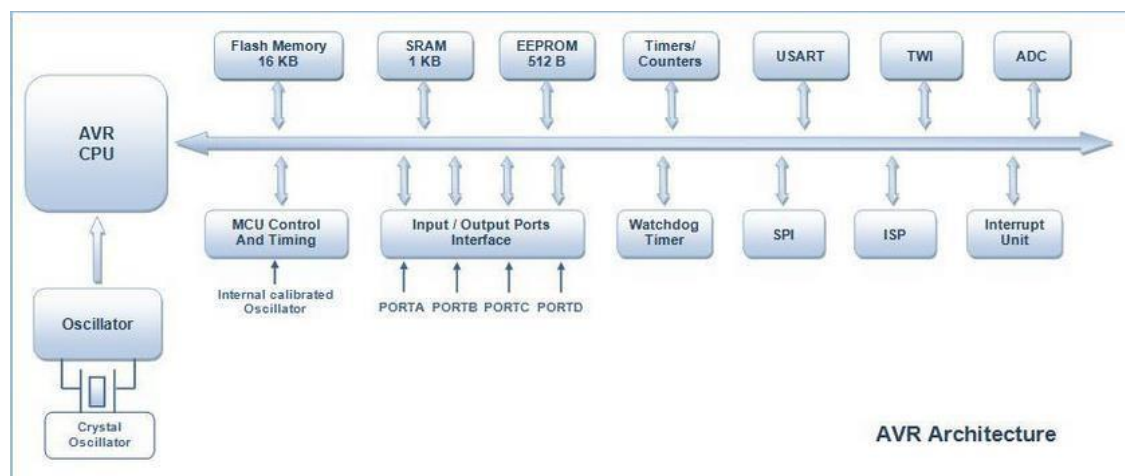 Flash Memory
16 KB
SRAM
1 KB
EEPROM
512 B
Timers/
Counters
USART
TWI
ADC
AVR
CPU
MCU Control
And Timing
Input / Output Ports
Interface
Watchdog
Timer
SPI
ISP
Interrupt
Unit
Internal calibrated
Oscillator
PORTA
PORTB
PORTC
PORTD
Oscillator
Crystal
Oscillator
AVR Architecture